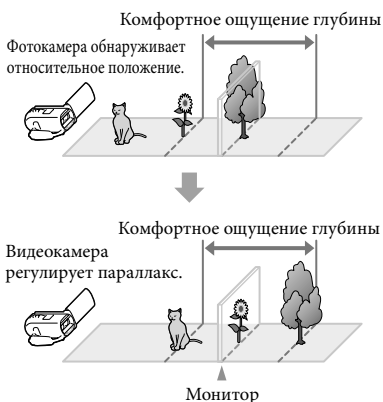 Комфортное ощущение глубины
Фотокамера обнаруживает
относительное положение.
Комфортное ощущение глубины
Видеокамера
регулирует параллакс.
Монитор